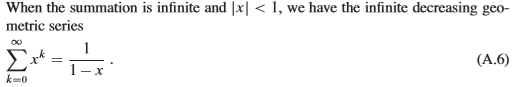 When the summation is infinite and |x| < 1, we have the infinite decreasing geo-
metric series
∞
∑ x^k = 1/(1 − x) . (A.6)
k=0